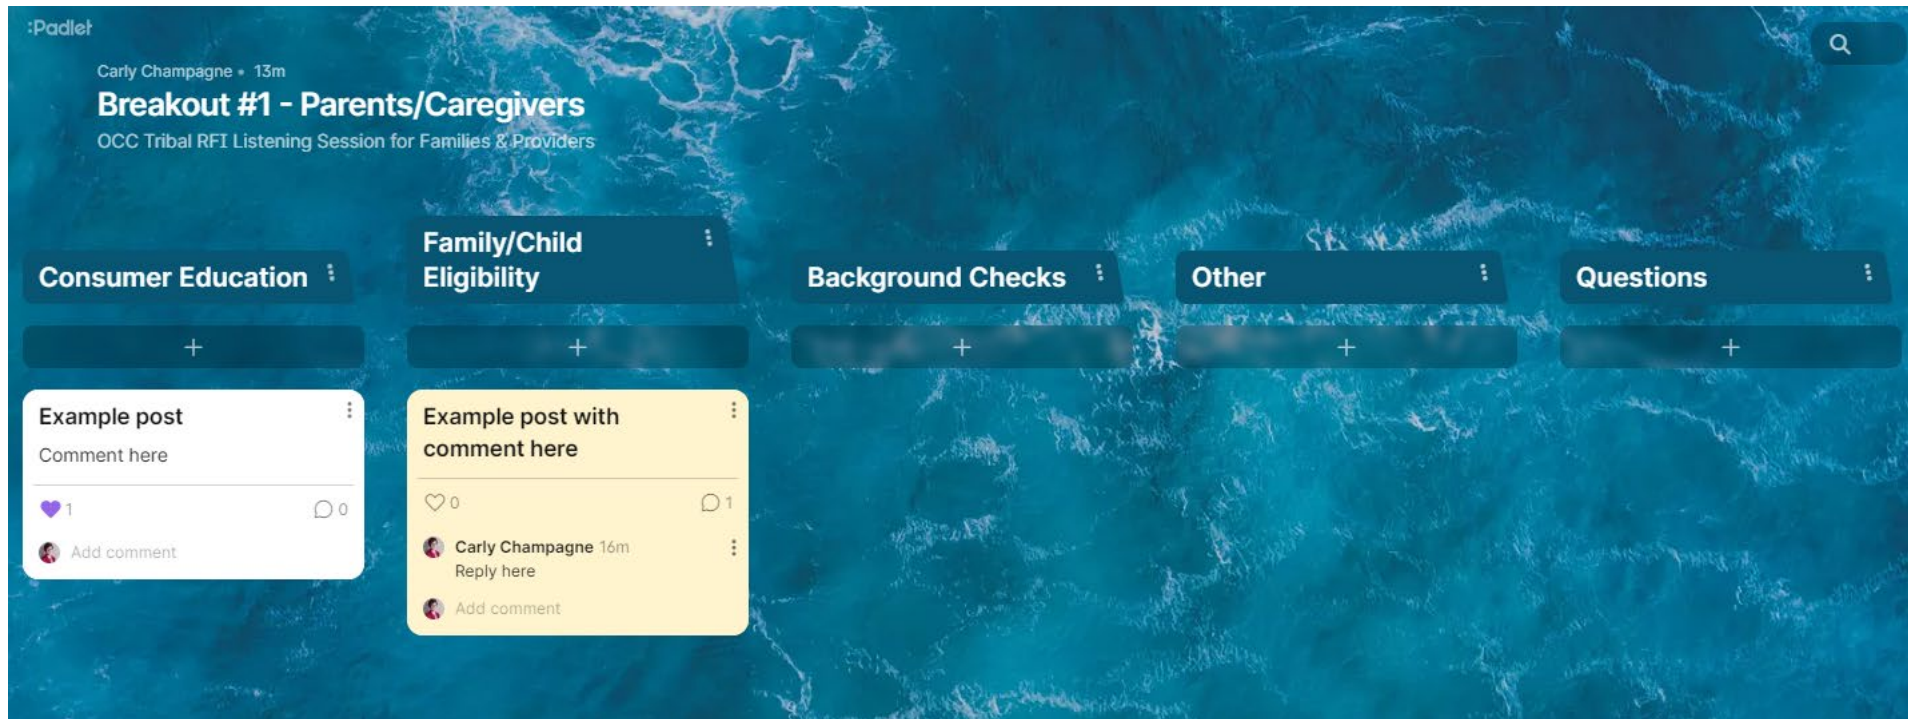 :Padlet
Carly Champagne • 13m
Breakout #1 - Parents/Caregivers
OCC Tribal RFI Listening Session for Families & Providers
Consumer Education
Family/Child
Eligibility
Background Checks
Other
Questions
+
+
+
+
+
Example post
Comment here
1
0
Add comment
Example post with
comment here
0
1
Carly Champagne 16m
Reply here
Add comment